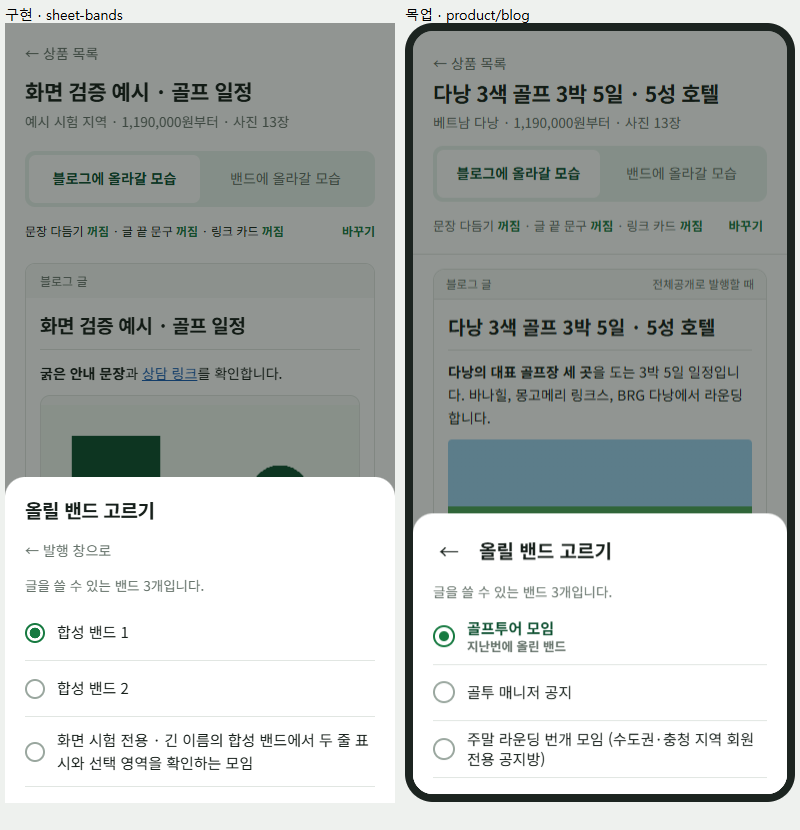 구현 · sheet-bands
← 상품 목록
화면 검증 예시 · 골프 일정
예시 시험 지역 · 1,190,000원부터 · 사진 13장
블로그에 올라갈 모습
밴드에 올라갈 모습
문장 다듬기 꺼짐 · 글 끝 문구 꺼짐 · 링크 카드 꺼짐
바꾸기
블로그 글
화면 검증 예시 · 골프 일정
굵은 안내 문장과 상담 링크를 확인합니다.
올릴 밴드 고르기
← 발행 창으로
글을 쓸 수 있는 밴드 3개입니다.
합성 밴드 1
합성 밴드 2
화면 시험 전용 · 긴 이름의 합성 밴드에서 두 줄 표
시와 선택 영역을 확인하는 모임
목업 · product/blog
← 상품 목록
다낭 3색 골프 3박 5일 · 5성 호텔
베트남 다낭 · 1,190,000원부터 · 사진 13장
블로그에 올라갈 모습
밴드에 올라갈 모습
문장 다듬기 꺼짐 · 글 끝 문구 꺼짐 · 링크 카드 꺼짐
바꾸기
블로그 글
전체공개로 발행할 때
다낭 3색 골프 3박 5일 · 5성 호텔
다낭의 대표 골프장 세 곳을 도는 3박 5일 일정입니
다. 바나힐, 몽고메리 링크스, BRG 다낭에서 라운딩
합니다.
← 올릴 밴드 고르기
글을 쓸 수 있는 밴드 3개입니다.
골프투어 모임
지난번에 올린 밴드
골투 매니저 공지
주말 라운딩 번개 모임 (수도권·충청 지역 회원
전용 공지방)